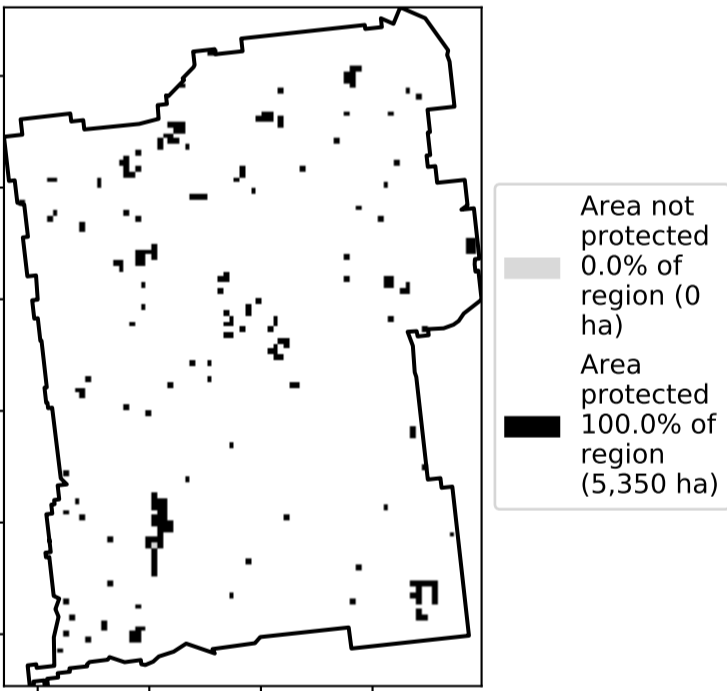 Area not
protected
0.0% of
region (0
ha)
Area
protected
100.0% of
region
(5,350 ha)